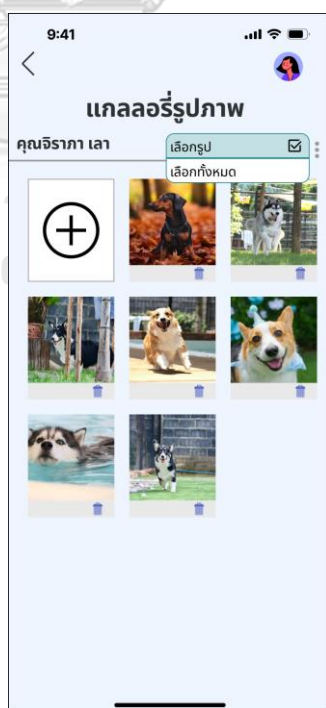 9:41
แกลลอรี่รูปภาพ
คุณจิราภา เลา
เลือกรูป
เลือกทั้งหมด